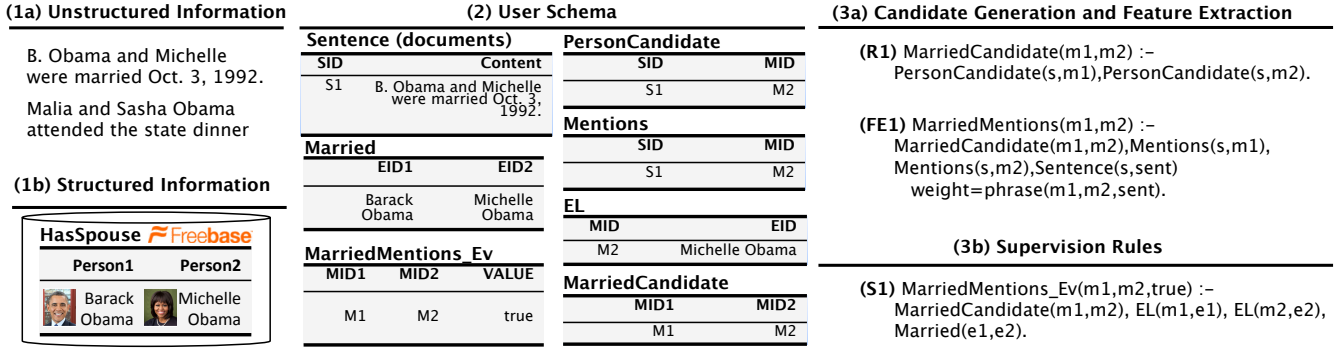 (1a) Unstructured Information
B. Obama and Michelle
were married Oct. 3, 1992.
Malia and Sasha Obama
attended the state dinner
(1b) Structured Information
HasSpouse Freebase
Person1 Person2
Barack Michelle
Obama Obama
(2) User Schema
Sentence (documents)
SID Content
S1 B. Obama and Michelle
were married Oct. 3,
1992.
Married
EID1 EID2
Barack Michelle
Obama Obama
MarriedMentions_Ev
MID1 MID2 VALUE
M1 M2 true
PersonCandidate
SID MID
S1 M2
Mentions
SID MID
S1 M2
EL
MID EID
M2 Michelle Obama
MarriedCandidate
MID1 MID2
M1 M2
(3a) Candidate Generation and Feature Extraction
(R1) MarriedCandidate(m1,m2) :-
PersonCandidate(s,m1),PersonCandidate(s,m2).
(FE1) MarriedMentions(m1,m2) :-
MarriedCandidate(m1,m2),Mentions(s,m1),
Mentions(s,m2),Sentence(s,sent)
weight=phrase(m1,m2,sent).
(3b) Supervision Rules
(S1) MarriedMentions_Ev(m1,m2,true) :-
MarriedCandidate(m1,m2), EL(m1,e1), EL(m2,e2),
Married(e1,e2).